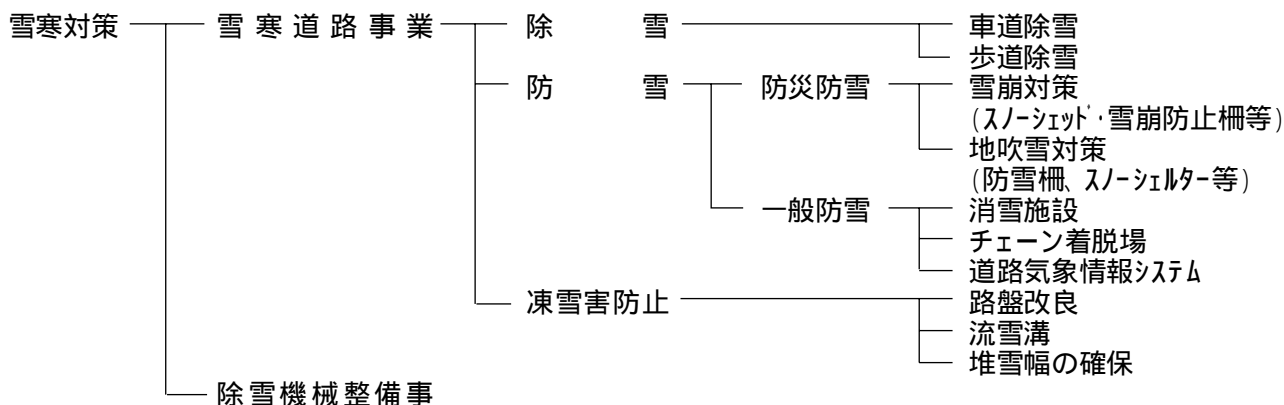 雪寒対策 雪寒道路事業 除雪 車道除雪
歩道除雪
防雪 防災防雪 雪崩対策
(ｽﾉｰｼｪｯﾄﾞ･雪崩防止柵等)
地吹雪対策
(防雪柵、ｽﾉｰｼｪﾙﾀｰ等)
一般防雪 消雪施設
チェーン着脱場
道路気象情報ｼｽﾃﾑ
凍雪害防止 路盤改良
流雪溝
堆雪幅の確保
除雪機械整備事